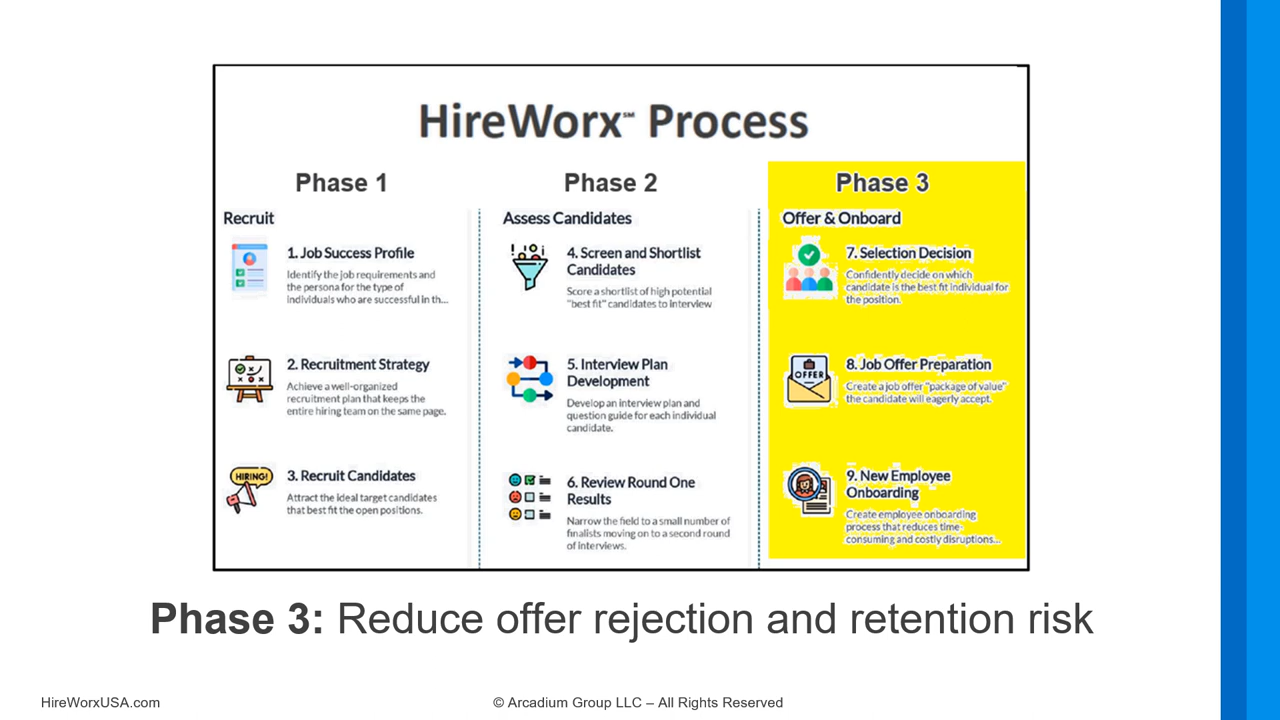 HireWorx℠ Process
Phase 1
Recruit
1. Job Success Profile
Identify the job requirements and
the persona for the type of
individuals who are successful in th...
2. Recruitment Strategy
Achieve a well-organized
recruitment plan that keeps the
entire hiring team on the same page.
HIRING!
3. Recruit Candidates
Attract the ideal target candidates
that best fit the open positions.
Phase 2
Assess Candidates
4. Screen and Shortlist
Candidates
Score a shortlist of high potential
"best fit" candidates to interview
5. Interview Plan
Development
Develop an interview plan and
question guide for each individual
candidate.
6. Review Round One
Results
Narrow the field to a small number of
finalists moving on to a second round
of interviews.
Phase 3
Offer & Onboard
7. Selection Decision
Confidently decide on which
candidate is the best fit individual for
the position.
OFFER
8. Job Offer Preparation
Create a job offer "package of value"
the candidate will eagerly accept.
9. New Employee
Onboarding
Create employee onboarding
process that reduces time-
consuming and costly disruptions...
Phase 3: Reduce offer rejection and retention risk
HireWorxUSA.com
© Arcadium Group LLC – All Rights Reserved